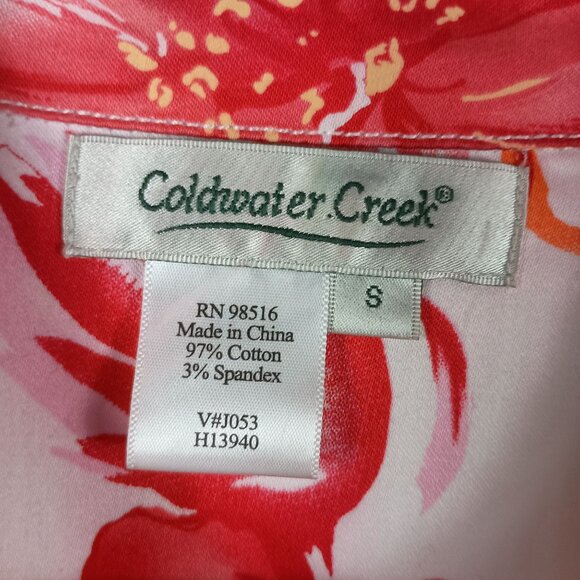 Coldwater Creek®
S
RN 98516
Made in China
97% Cotton
3% Spandex
V#J053
H13940